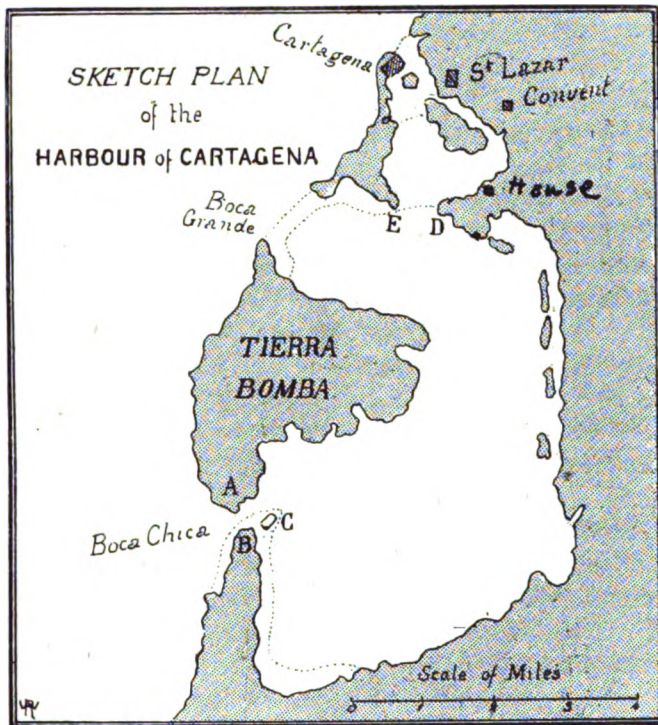 SKETCH PLAN
of the
HARBOUR of CARTAGENA
Cartagena
St Lazar
Convent
House
Boca
Grande
E
D
TIERRA
BOMBA
A
Boca Chica
C
B
Scale of Miles
0 1 2 3 4